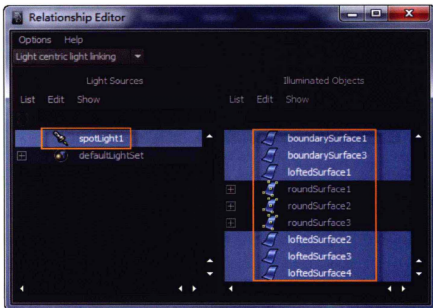 Relationship Editor
Options Help
Light centric light linking
Light Sources
List Edit Show
spotLight1
defaultLightSet
Illuminated Objects
List Edit Show
boundarySurface1
boundarySurface3
loftedSurface1
roundSurface1
roundSurface2
roundSurface3
loftedSurface2
loftedSurface3
loftedSurface4